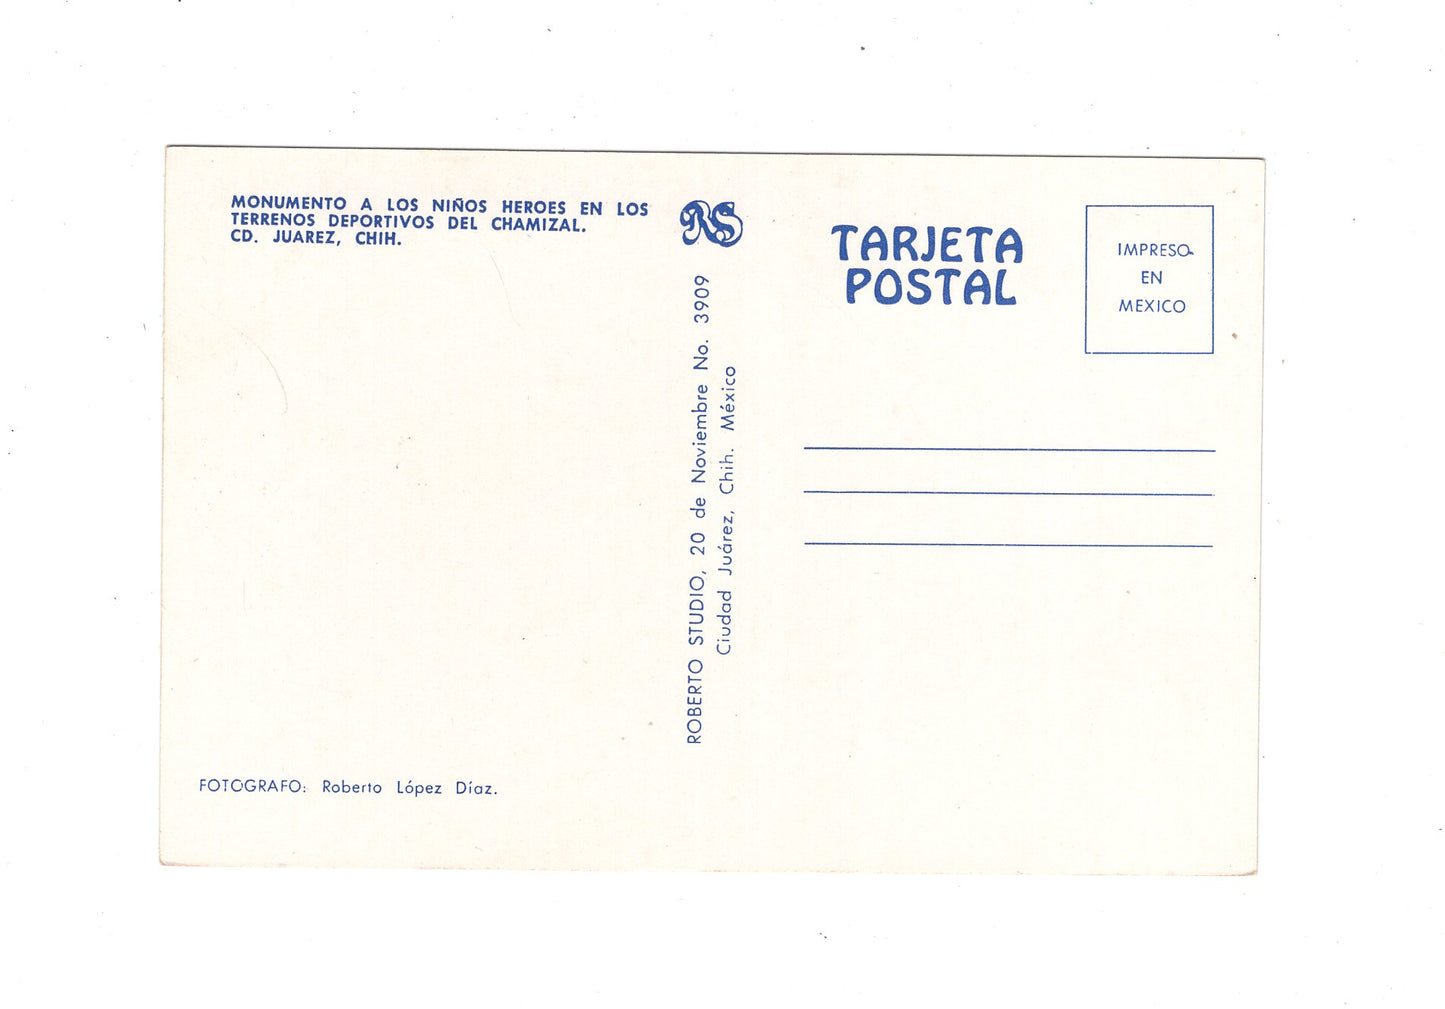 MONUMENTO A LOS NIÑOS HEROES EN LOS
TERRENOS DEPORTIVOS DEL CHAMIZAL.
CD. JUAREZ, CHIH.
RS
TARJETA
POSTAL
IMPRESO
EN
MEXICO
ROBERTO STUDIO, 20 de Noviembre No. 3909
Ciudad Juárez, Chih. México
FOTOGRAFO: Roberto López Díaz.